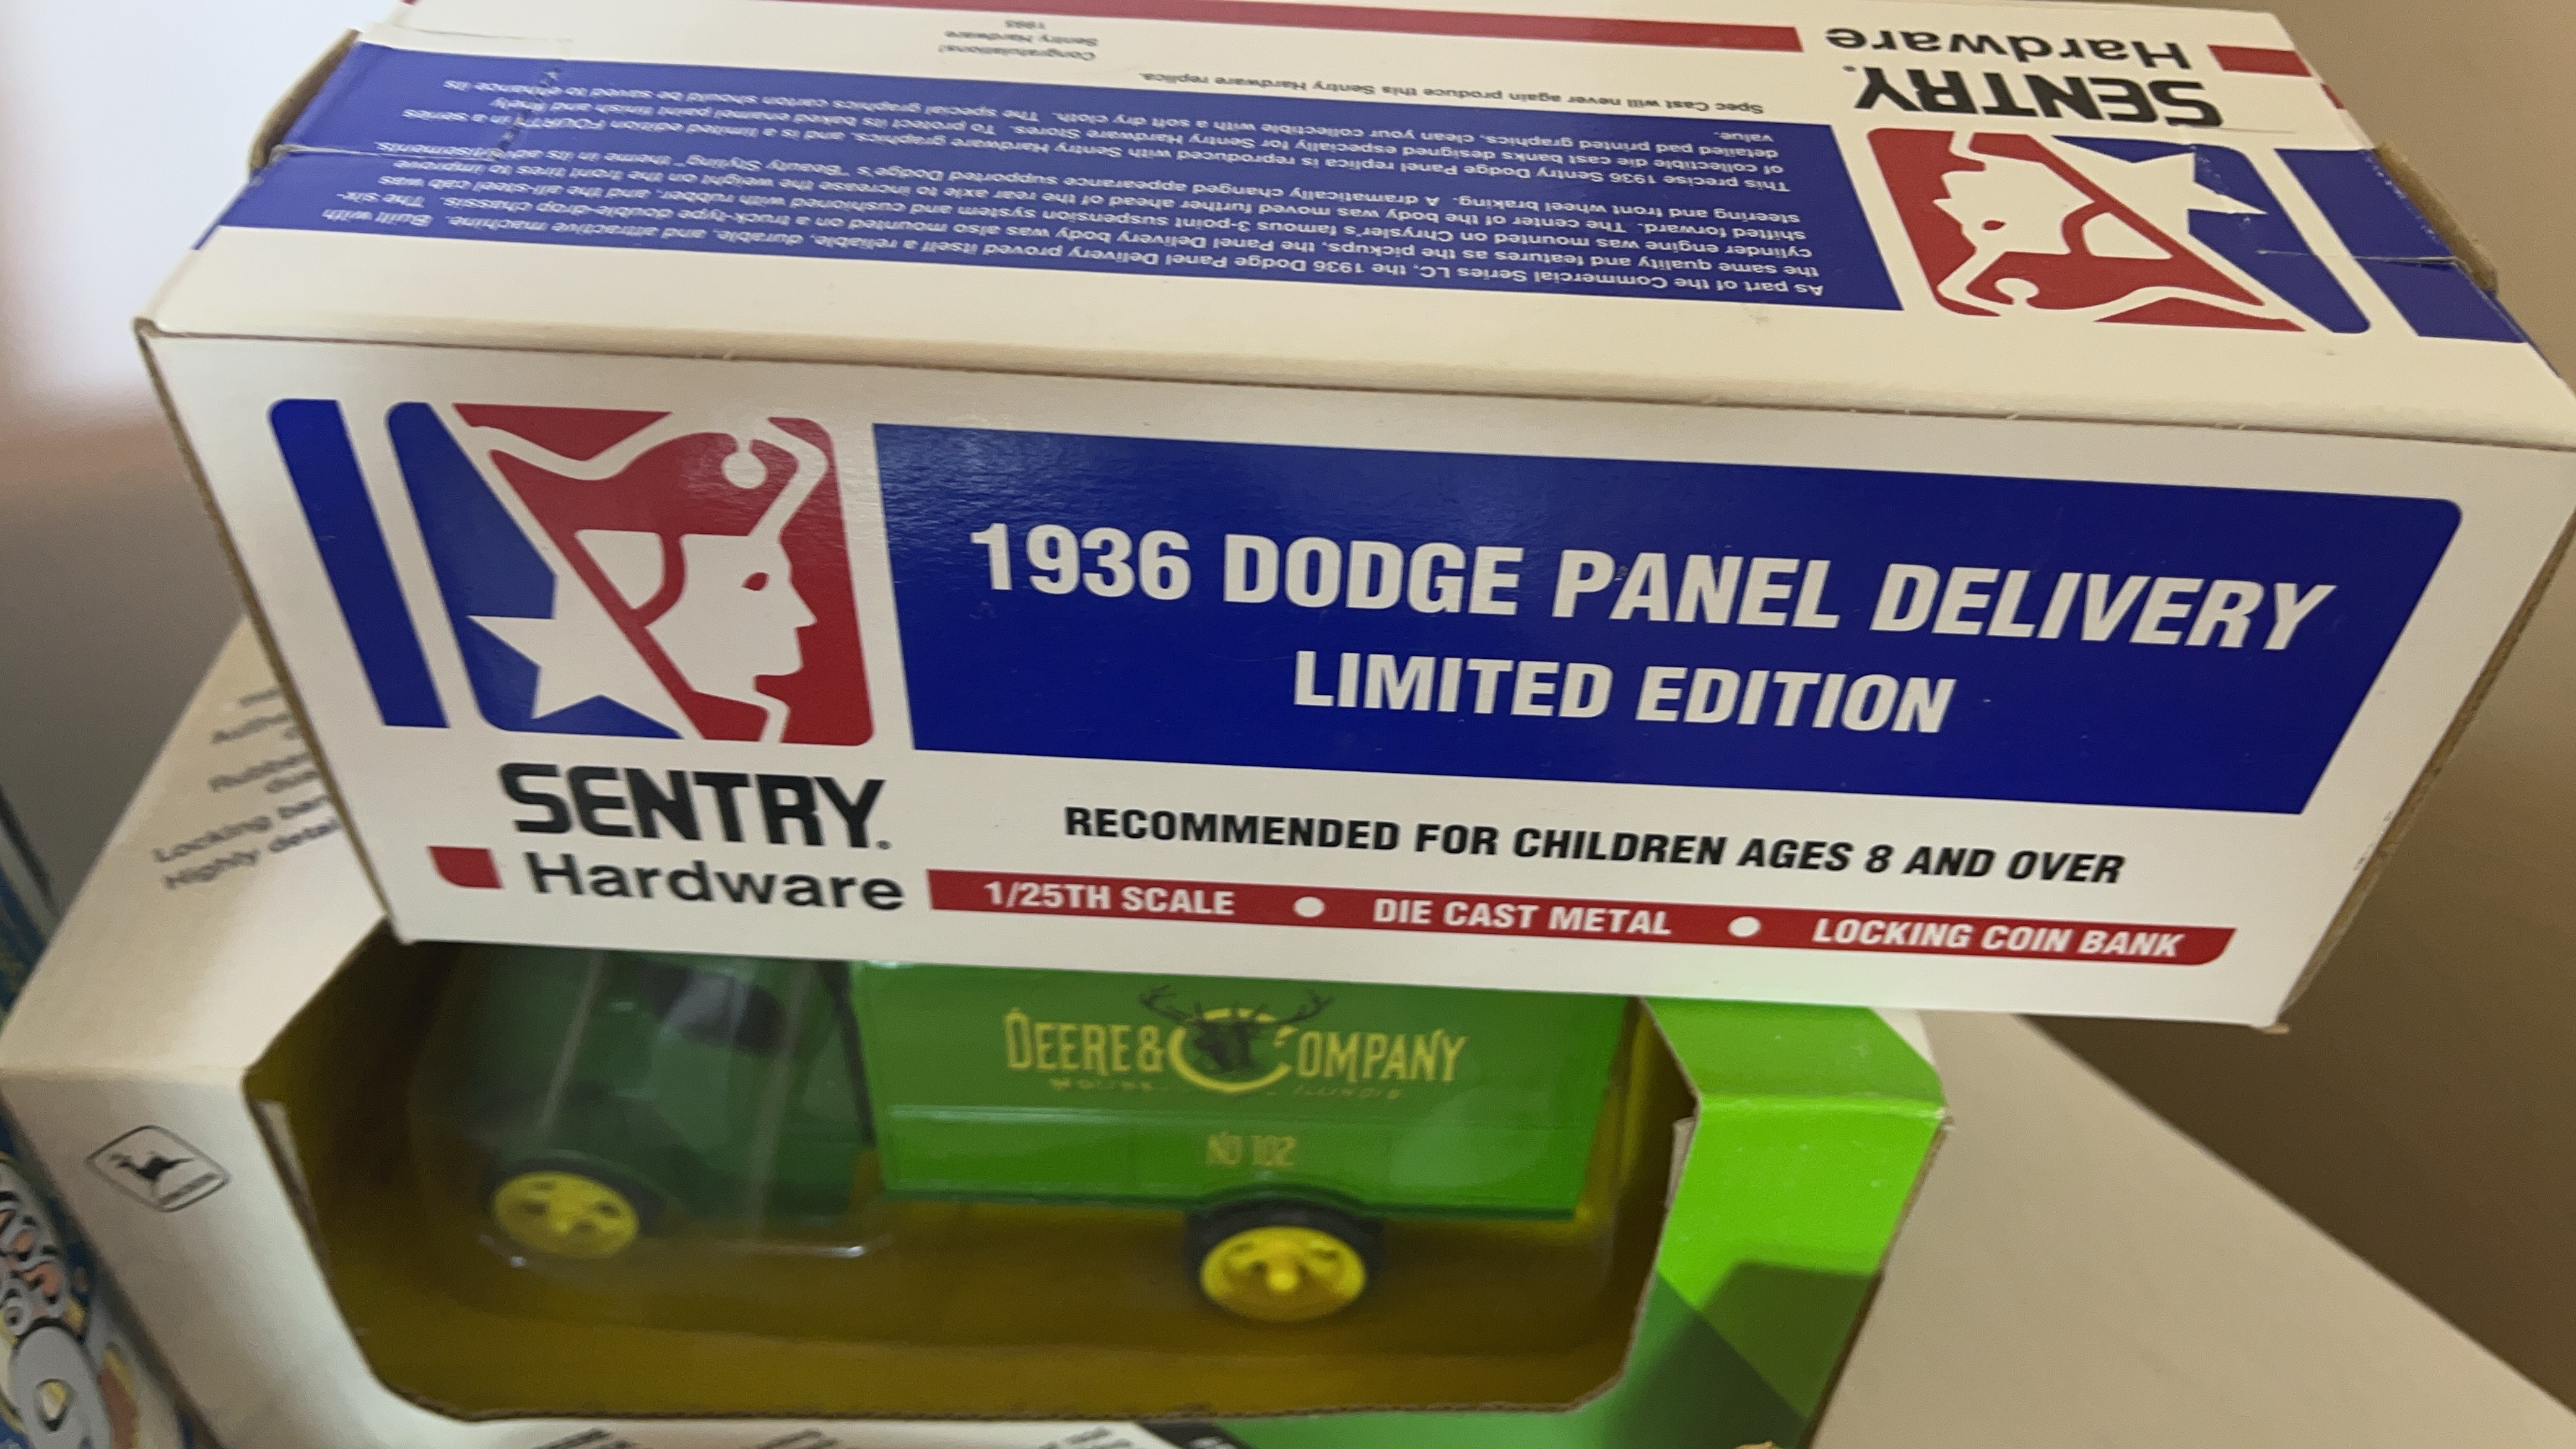 Congratulations!
Sentry Hardware
SENTRY.
Hardware
As part of the Commercial Series LC, the 1936 Dodge Panel Delivery proved itself a reliable, durable, and attractive machine. Built with
the same quality and features as the pickups, the Panel Delivery body was also mounted on a truck-type double-drop chassis. The six-
cylinder engine was mounted on Chrysler's famous 3-point suspension system and cushioned with rubber, and the all-steel cab was
shifted forward. The center of the body was moved further ahead of the rear axle to increase the weight on the front tires to improve
steering and front wheel braking. A dramatically changed appearance supported Dodge's "Beauty Styling" theme in its advertisements.
This precise 1936 Sentry Dodge Panel replica is reproduced with Sentry Hardware graphics, and is a limited edition FOURTH in a series
of collectible die cast banks designed especially for Sentry Hardware Stores. To protect its baked enamel paint finish and finely
detailed pad printed graphics, clean your collectible with a soft dry cloth. The special graphics carton should be saved to enhance its
value.
Spec Cast will never again produce this Sentry Hardware replica.
1936 DODGE PANEL DELIVERY
LIMITED EDITION
SENTRY.
Hardware
RECOMMENDED FOR CHILDREN AGES 8 AND OVER
1/25TH SCALE ● DIE CAST METAL ● LOCKING COIN BANK
Locking
Highly
DEERE & COMPANY
MOLINE ILLINOIS
NO 102